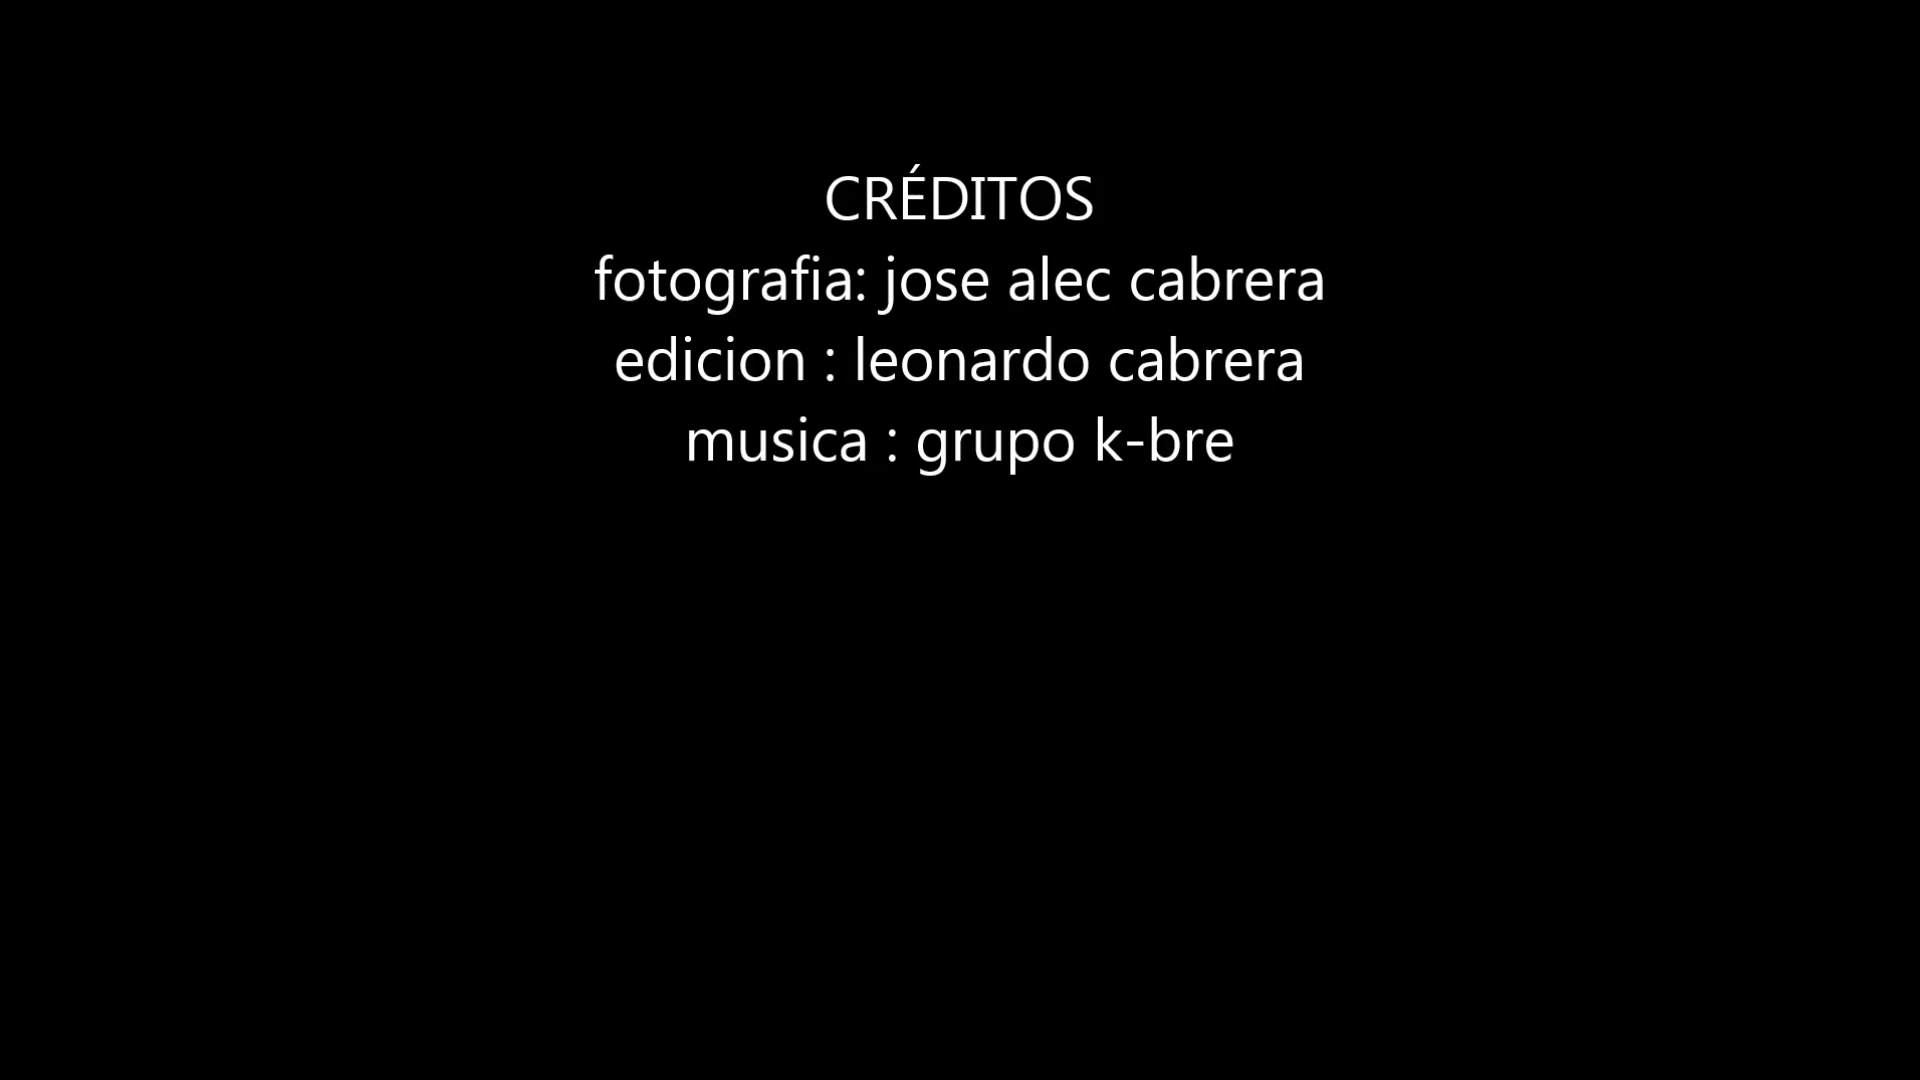 CRÉDITOS
fotografia: jose alec cabrera
edicion : leonardo cabrera
musica : grupo k-bre